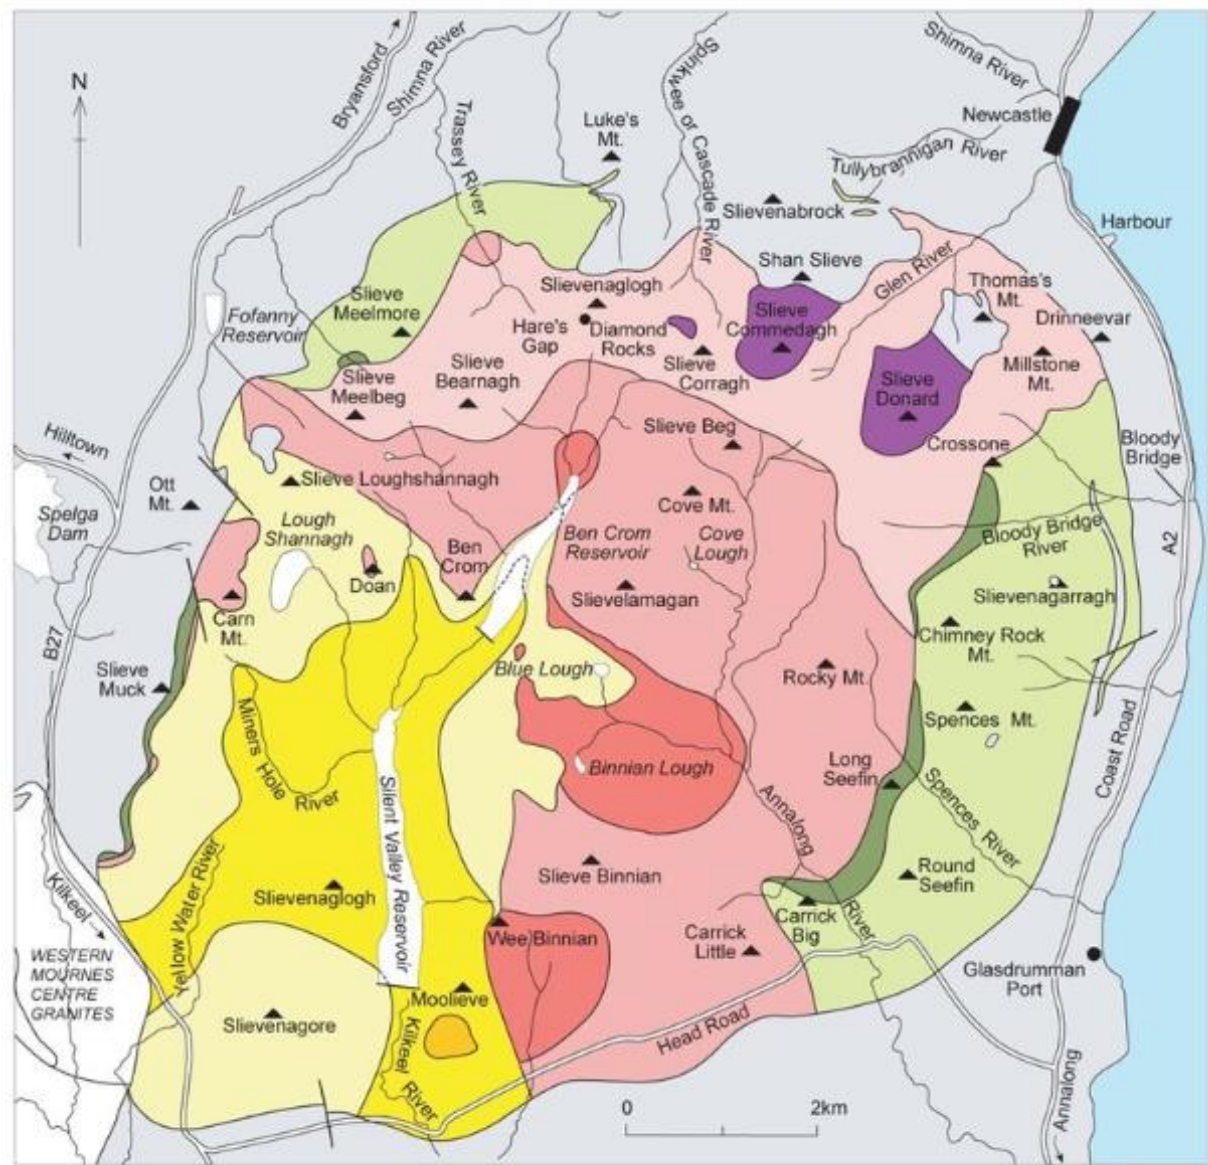 N
Bryansford
Shimna River
Trassey River
Luke's
Mt.
Spinkwee or Cascade River
Shimna River
Newcastle
Tullybrannigan River
Slievenabrock
Harbour
Shan Slieve
Glen River
Thomas's
Mt.
Drinneevar
Fofanny
Reservoir
Slieve
Meelmore
Slievenaglogh
Hare's
Gap
Diamond
Rocks
Slieve
Commedagh
Slieve
Corragh
Millstone
Mt.
Slieve
Bearnagh
Slieve
Meelbeg
Slieve
Donard
Slieve Beg
Crossone
Bloody
Bridge
Hilltown
Ott
Mt.
Slieve Loughshannagh
Cove Mt.
Spelga
Dam
Lough
Shannagh
Ben Crom
Reservoir
Cove
Lough
Bloody Bridge
River
A2
Ben
Crom
Doan
Slievelamagan
Slievenagarragh
Carn
Mt.
Chimney Rock
Mt.
B27
Slieve
Muck
Blue Lough
Rocky Mt.
Miners Hole River
Spences Mt.
Binnian Lough
Long
Seefin
Coast Road
Silent Valley Reservoir
Annalong River
Spences River
Slieve Binnian
Round
Seefin
Kilkeel
Yellow Water River
Slievenaglogh
Wee Binnian
Carrick
Little
Carrick
Big
WESTERN
MOURNES
CENTRE
GRANITES
Glasdrumman
Port
Slievenagore
Moolieve
Kilkeel River
Head Road
Annalong
0 2km